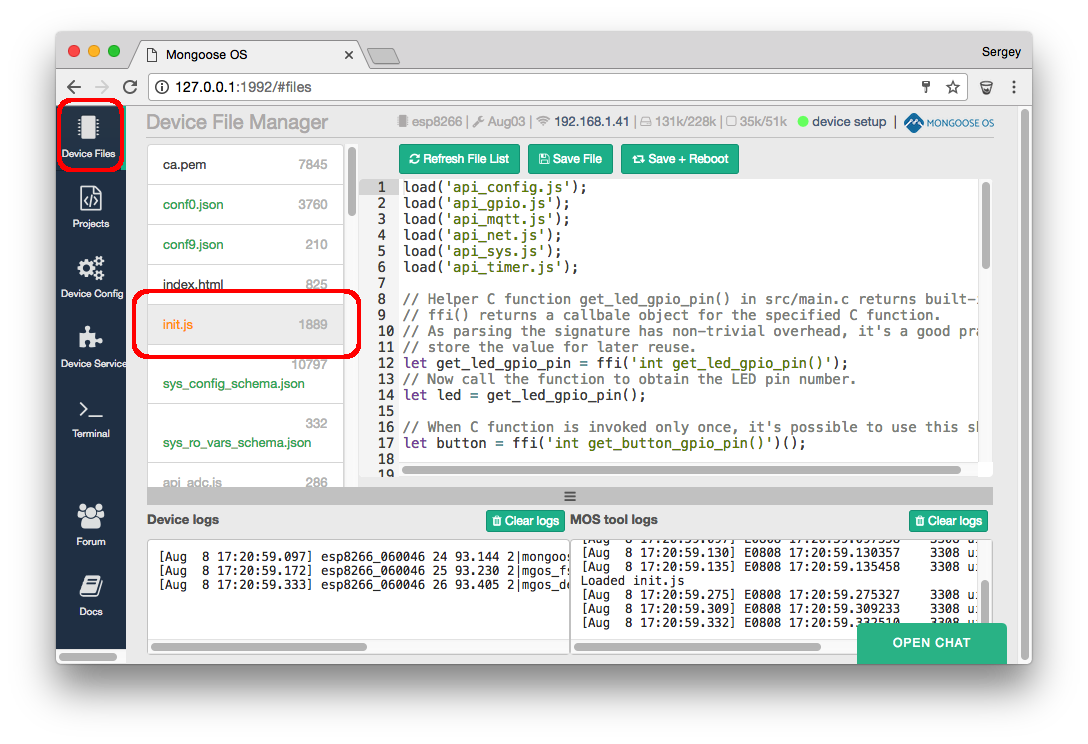 Mongoose OS
Sergey
127.0.0.1:1992/#files
Device Files
Projects
Device Config
Device Service
Terminal
Forum
Docs
Device File Manager
esp8266 | Aug03 | 192.168.1.41 | 131k/228k | 35k/51k device setup | MONGOOSE OS
ca.pem 7845
conf0.json 3760
conf9.json 210
index.html 825
init.js 1889
10797
sys_config_schema.json
332
sys_ro_vars_schema.json
api_adc.js 286
Refresh File List Save File Save + Reboot
1 load('api_config.js');
2 load('api_gpio.js');
3 load('api_mqtt.js');
4 load('api_net.js');
5 load('api_sys.js');
6 load('api_timer.js');
7
8 // Helper C function get_led_gpio_pin() in src/main.c returns built-
9 // ffi() returns a callbale object for the specified C function.
10 // As parsing the signature has non-trivial overhead, it's a good pra
11 // store the value for later reuse.
12 let get_led_gpio_pin = ffi('int get_led_gpio_pin()');
13 // Now call the function to obtain the LED pin number.
14 let led = get_led_gpio_pin();
15
16 // When C function is invoked only once, it's possible to use this s
17 let button = ffi('int get_button_gpio_pin()')();
18
19
Device logs Clear logs
[Aug 8 17:20:59.097] esp8266_060046 24 93.144 2|mongoos
[Aug 8 17:20:59.172] esp8266_060046 25 93.230 2|mgos_f
[Aug 8 17:20:59.333] esp8266_060046 26 93.405 2|mgos_d
MOS tool logs Clear logs
[Aug 8 17:20:59.130] E0808 17:20:59.130357 3308 u
[Aug 8 17:20:59.135] E0808 17:20:59.135458 3308 u
Loaded init.js
[Aug 8 17:20:59.275] E0808 17:20:59.275327 3308 u
[Aug 8 17:20:59.309] E0808 17:20:59.309233 3308 u
[Aug 8 17:20:59.332] E0808 17:20:59.332510 3308 u
OPEN CHAT